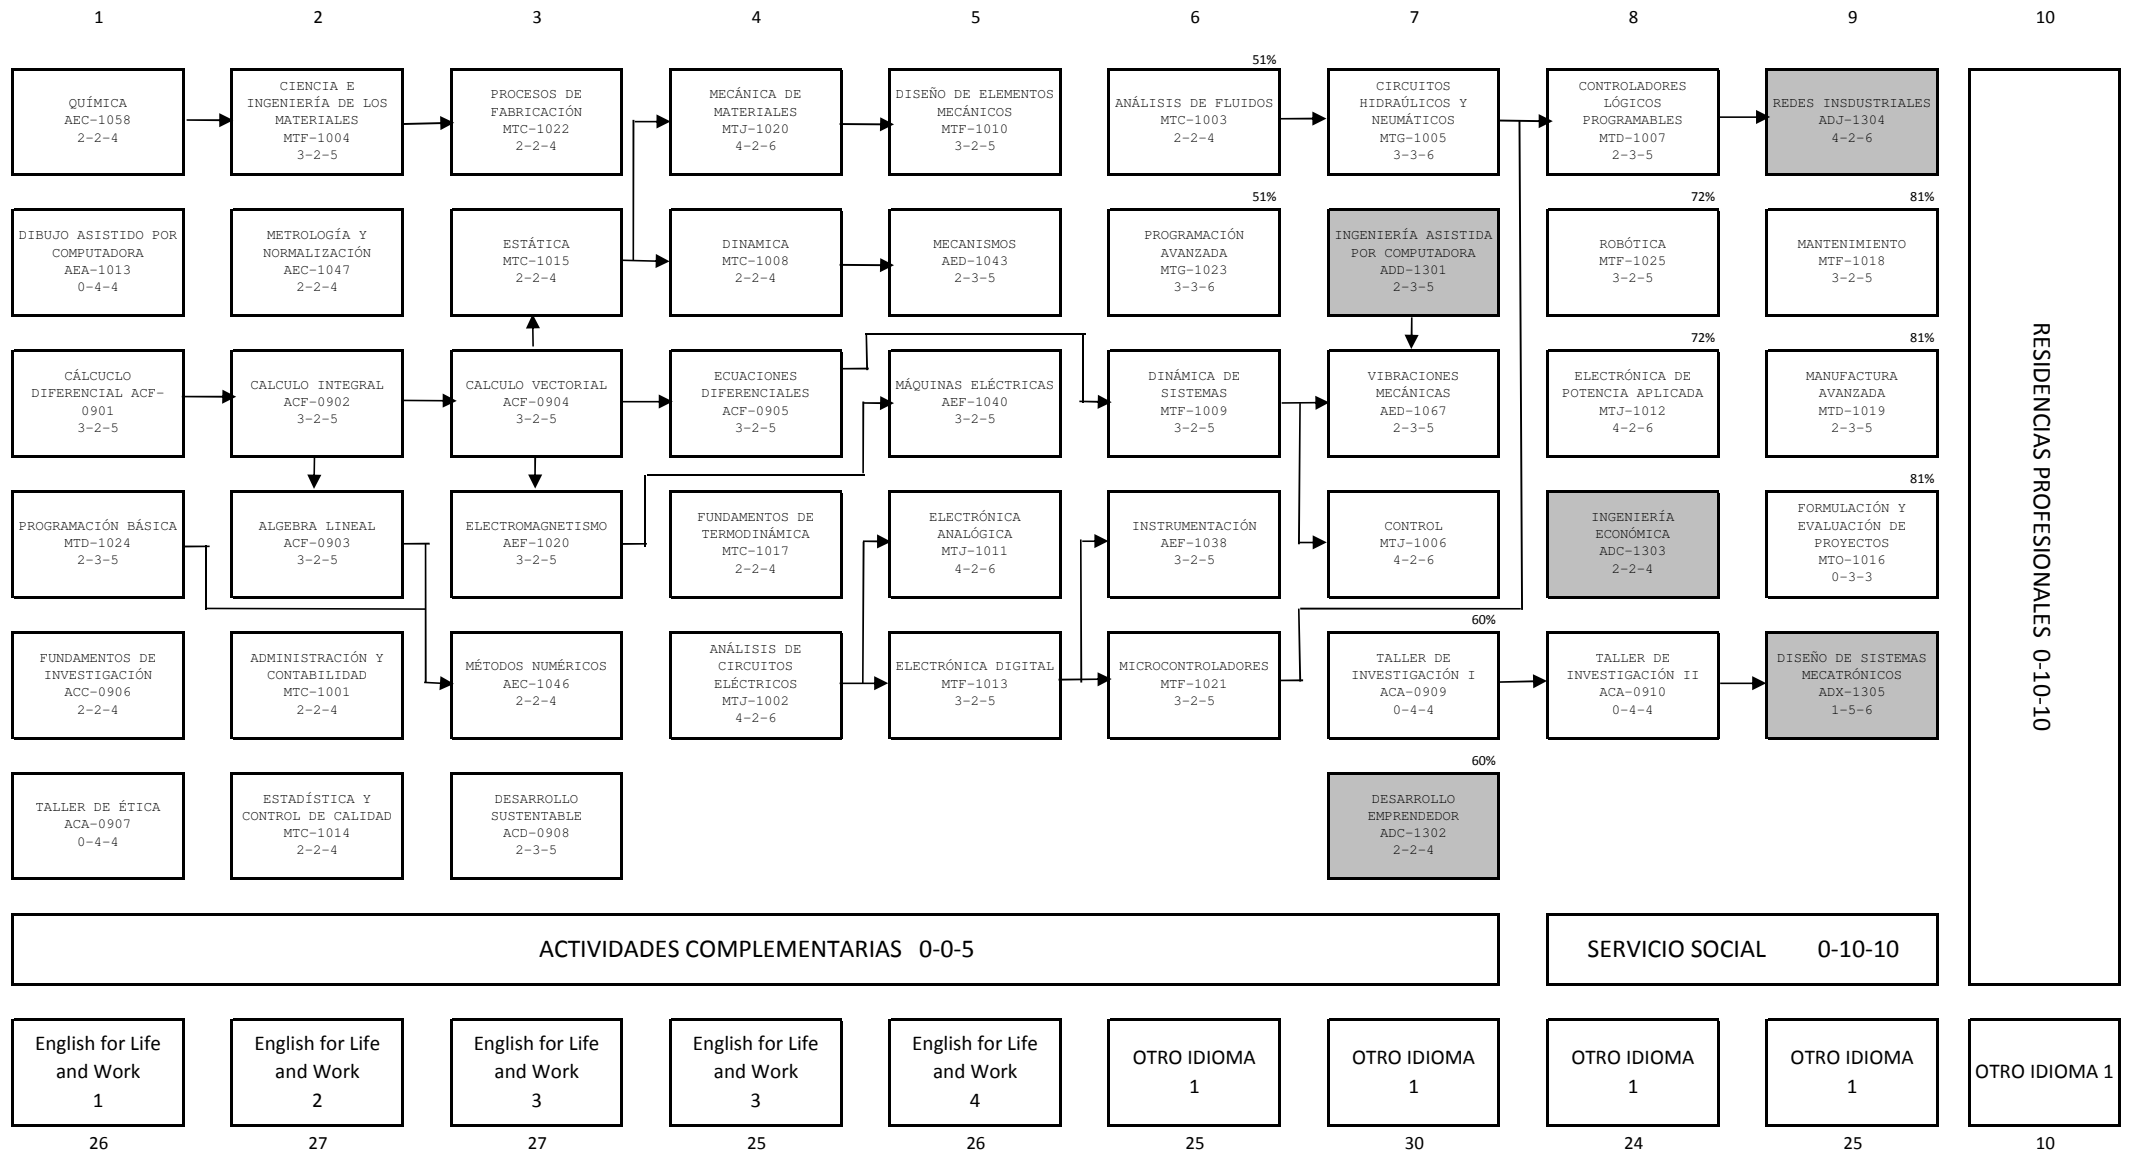 1 2 3 4 5 6 7 8 9 10
51%
QUÍMICA
AEC-1058
2-2-4
CIENCIA E
INGENIERÍA DE LOS
MATERIALES
MTF-1004
3-2-5
PROCESOS DE
FABRICACIÓN
MTC-1022
2-2-4
MECÁNICA DE
MATERIALES
MTJ-1020
4-2-6
DISEÑO DE ELEMENTOS
MECÁNICOS
MTF-1010
3-2-5
ANÁLISIS DE FLUIDOS
MTC-1003
2-2-4
CIRCUITOS
HIDRAÚLICOS Y
NEUMÁTICOS
MTG-1005
3-3-6
CONTROLADORES
LÓGICOS
PROGRAMABLES
MTD-1007
2-3-5
REDES INSDUSTRIALES
ADJ-1304
4-2-6
51%
72%
81%
DIBUJO ASISTIDO POR
COMPUTADORA
AEA-1013
0-4-4
METROLOGÍA Y
NORMALIZACIÓN
AEC-1047
2-2-4
ESTÁTICA
MTC-1015
2-2-4
DINAMICA
MTC-1008
2-2-4
MECANISMOS
AED-1043
2-3-5
PROGRAMACIÓN
AVANZADA
MTG-1023
3-3-6
INGENIERÍA ASISTIDA
POR COMPUTADORA
ADD-1301
2-3-5
ROBÓTICA
MTF-1025
3-2-5
MANTENIMIENTO
MTF-1018
3-2-5
72%
81%
CÁLCUCLO
DIFERENCIAL ACF-
0901
3-2-5
CALCULO INTEGRAL
ACF-0902
3-2-5
CALCULO VECTORIAL
ACF-0904
3-2-5
ECUACIONES
DIFERENCIALES
ACF-0905
3-2-5
MÁQUINAS ELÉCTRICAS
AEF-1040
3-2-5
DINÁMICA DE
SISTEMAS
MTF-1009
3-2-5
VIBRACIONES
MECÁNICAS
AED-1067
2-3-5
ELECTRÓNICA DE
POTENCIA APLICADA
MTJ-1012
4-2-6
MANUFACTURA
AVANZADA
MTD-1019
2-3-5
81%
PROGRAMACIÓN BÁSICA
MTD-1024
2-3-5
ALGEBRA LINEAL
ACF-0903
3-2-5
ELECTROMAGNETISMO
AEF-1020
3-2-5
FUNDAMENTOS DE
TERMODINÁMICA
MTC-1017
2-2-4
ELECTRÓNICA
ANALÓGICA
MTJ-1011
4-2-6
INSTRUMENTACIÓN
AEF-1038
3-2-5
CONTROL
MTJ-1006
4-2-6
INGENIERÍA
ECONÓMICA
ADC-1303
2-2-4
FORMULACIÓN Y
EVALUACIÓN DE
PROYECTOS
MTO-1016
0-3-3
60%
FUNDAMENTOS DE
INVESTIGACIÓN
ACC-0906
2-2-4
ADMINISTRACIÓN Y
CONTABILIDAD
MTC-1001
2-2-4
MÉTODOS NUMÉRICOS
AEC-1046
2-2-4
ANÁLISIS DE
CIRCUITOS
ELÉCTRICOS
MTJ-1002
4-2-6
ELECTRÓNICA DIGITAL
MTF-1013
3-2-5
MICROCONTROLADORES
MTF-1021
3-2-5
TALLER DE
INVESTIGACIÓN I
ACA-0909
0-4-4
TALLER DE
INVESTIGACIÓN II
ACA-0910
0-4-4
DISEÑO DE SISTEMAS
MECATRÓNICOS
ADX-1305
1-5-6
60%
TALLER DE ÉTICA
ACA-0907
0-4-4
ESTADÍSTICA Y
CONTROL DE CALIDAD
MTC-1014
2-2-4
DESARROLLO
SUSTENTABLE
ACD-0908
2-3-5
DESARROLLO
EMPRENDEDOR
ADC-1302
2-2-4
RESIDENCIAS PROFESIONALES 0-10-10
ACTIVIDADES COMPLEMENTARIAS 0-0-5
SERVICIO SOCIAL 0-10-10
English for Life
and Work
1
English for Life
and Work
2
English for Life
and Work
3
English for Life
and Work
3
English for Life
and Work
4
OTRO IDIOMA
1
OTRO IDIOMA
1
OTRO IDIOMA
1
OTRO IDIOMA
1
OTRO IDIOMA 1
26 27 27 25 26 25 30 24 25 10